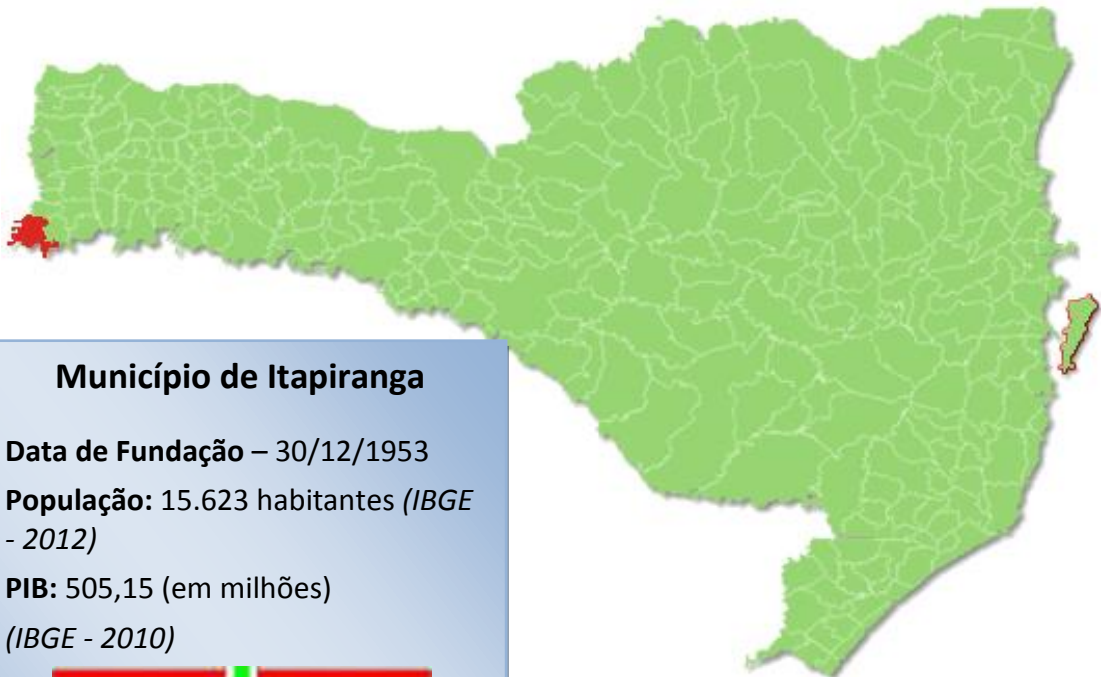 Município de Itapiranga
Data de Fundação – 30/12/1953
População: 15.623 habitantes (IBGE
- 2012)
PIB: 505,15 (em milhões)
(IBGE - 2010)